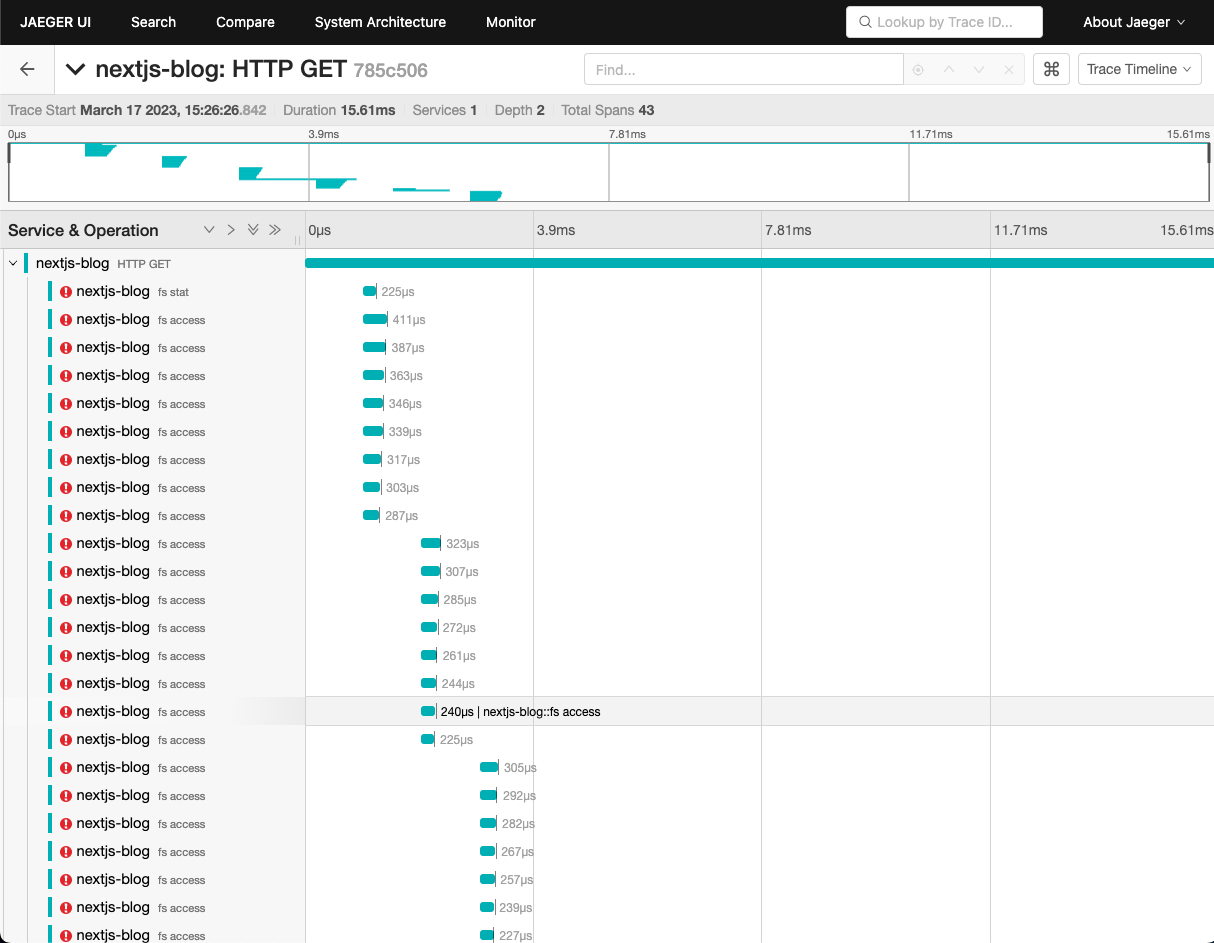 JAEGER UI Search Compare System Architecture Monitor Lookup by Trace ID... About Jaeger
nextjs-blog: HTTP GET 785c506 Find... ⌘ Trace Timeline
Trace Start March 17 2023, 15:26:26.842 Duration 15.61ms Services 1 Depth 2 Total Spans 43
0μs 3.9ms 7.81ms 11.71ms 15.61ms
Service & Operation 0μs 3.9ms 7.81ms 11.71ms 15.61ms
nextjs-blog HTTP GET
nextjs-blog fs stat 225μs
nextjs-blog fs access 411μs
nextjs-blog fs access 387μs
nextjs-blog fs access 363μs
nextjs-blog fs access 346μs
nextjs-blog fs access 339μs
nextjs-blog fs access 317μs
nextjs-blog fs access 303μs
nextjs-blog fs access 287μs
nextjs-blog fs access 323μs
nextjs-blog fs access 307μs
nextjs-blog fs access 285μs
nextjs-blog fs access 272μs
nextjs-blog fs access 261μs
nextjs-blog fs access 244μs
nextjs-blog fs access 240μs | nextjs-blog::fs access
nextjs-blog fs access 225μs
nextjs-blog fs access 305μs
nextjs-blog fs access 292μs
nextjs-blog fs access 282μs
nextjs-blog fs access 267μs
nextjs-blog fs access 257μs
nextjs-blog fs access 239μs
nextjs-blog fs access 227μs